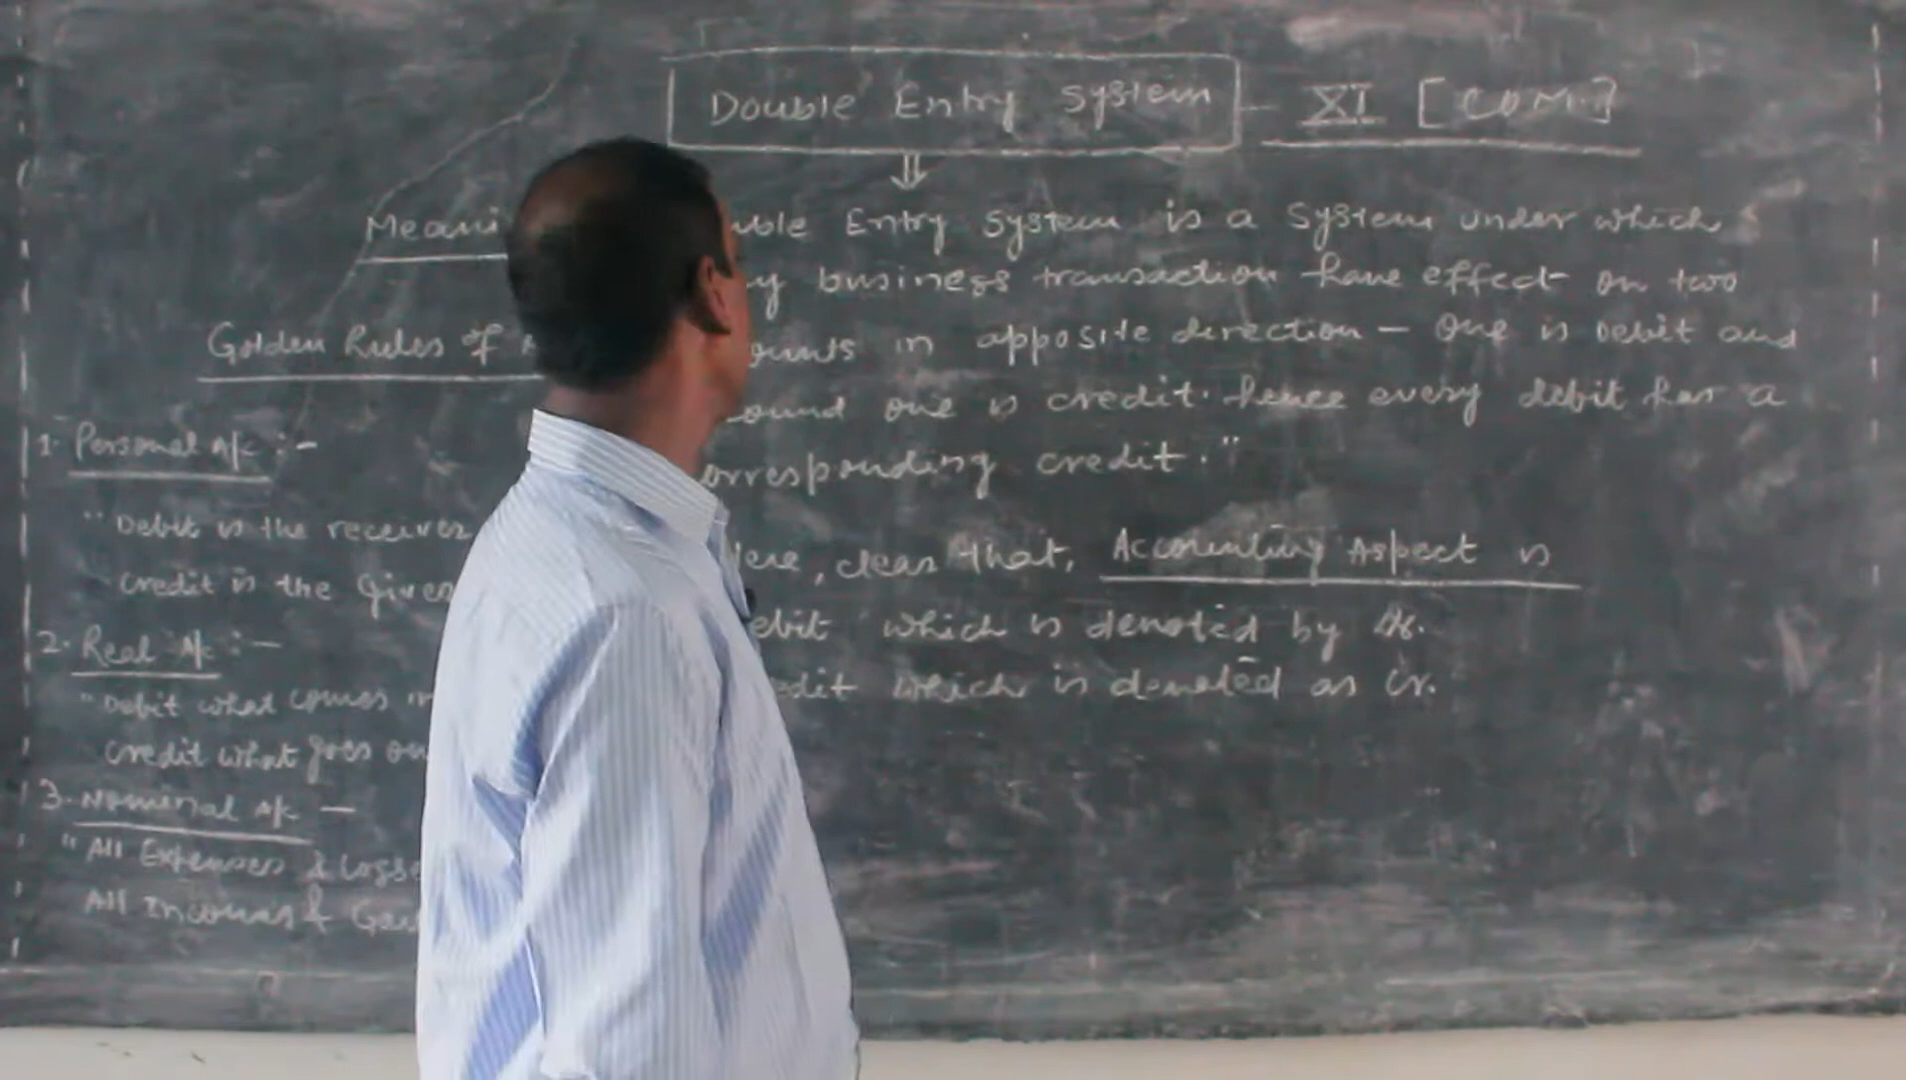 Double Entry System - XI [COM.]
Meani uble Entry System is a System under which
y business transaction have effect on two
Golden Rules of ounts in apposite direction - One is Debit and
ound one is credit. hence every debit has a
orresponding credit."
1. Personal A/c :-
"Debit is the receiver
credit is the Giver
ere, clear that, Accounting Aspect is
ebit which is denoted by Dr.
edit which is denoted as Cr.
2. Real A/c :-
"Debit what comes in
credit what goes ou
3. Nominal A/c -
"All Expenses & Losse
All Incomes & Gai